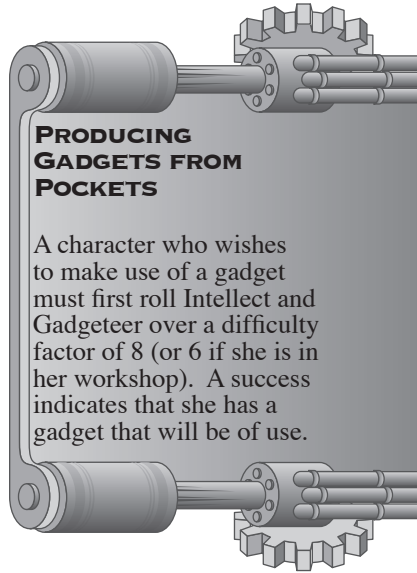 PRODUCING
GADGETS FROM
POCKETS
A character who wishes
to make use of a gadget
must first roll Intellect and
Gadgeteer over a difficulty
factor of 8 (or 6 if she is in
her workshop).  A success
indicates that she has a
gadget that will be of use.